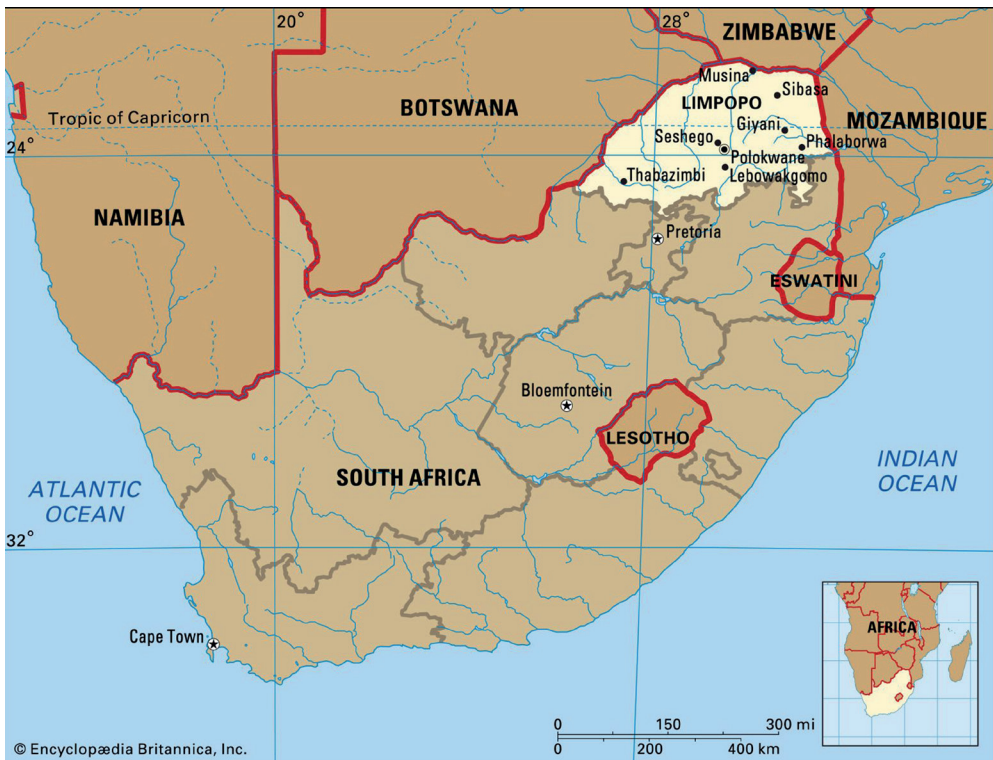 20°
28°
ZIMBABWE
Musina
Sibasa
BOTSWANA
LIMPOPO
Tropic of Capricorn
Giyani
MOZAMBIQUE
Seshego
Phalaborwa
24°
Polokwane
Thabazimbi
Lebowakgomo
NAMIBIA
Pretoria
ESWATINI
Bloemfontein
LESOTHO
SOUTH AFRICA
ATLANTIC
OCEAN
INDIAN
OCEAN
32°
Cape Town
AFRICA
0 150 300 mi
0 200 400 km
© Encyclopædia Britannica, Inc.